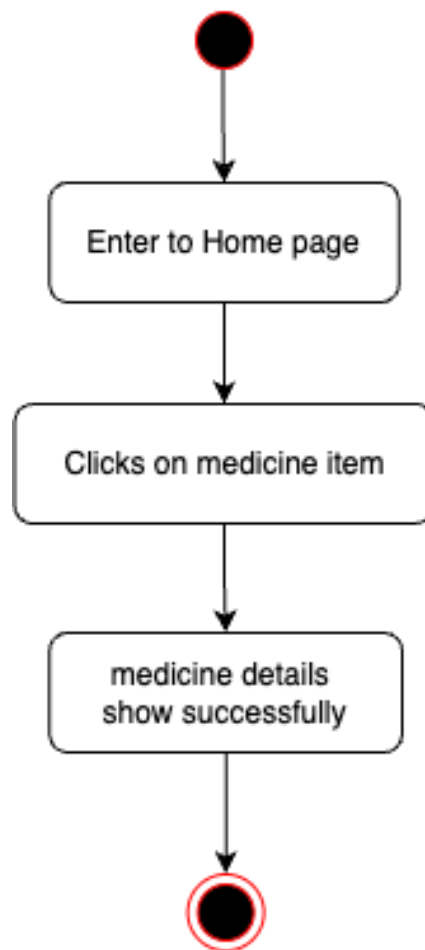 Enter to Home page
Clicks on medicine item
medicine details
show successfully